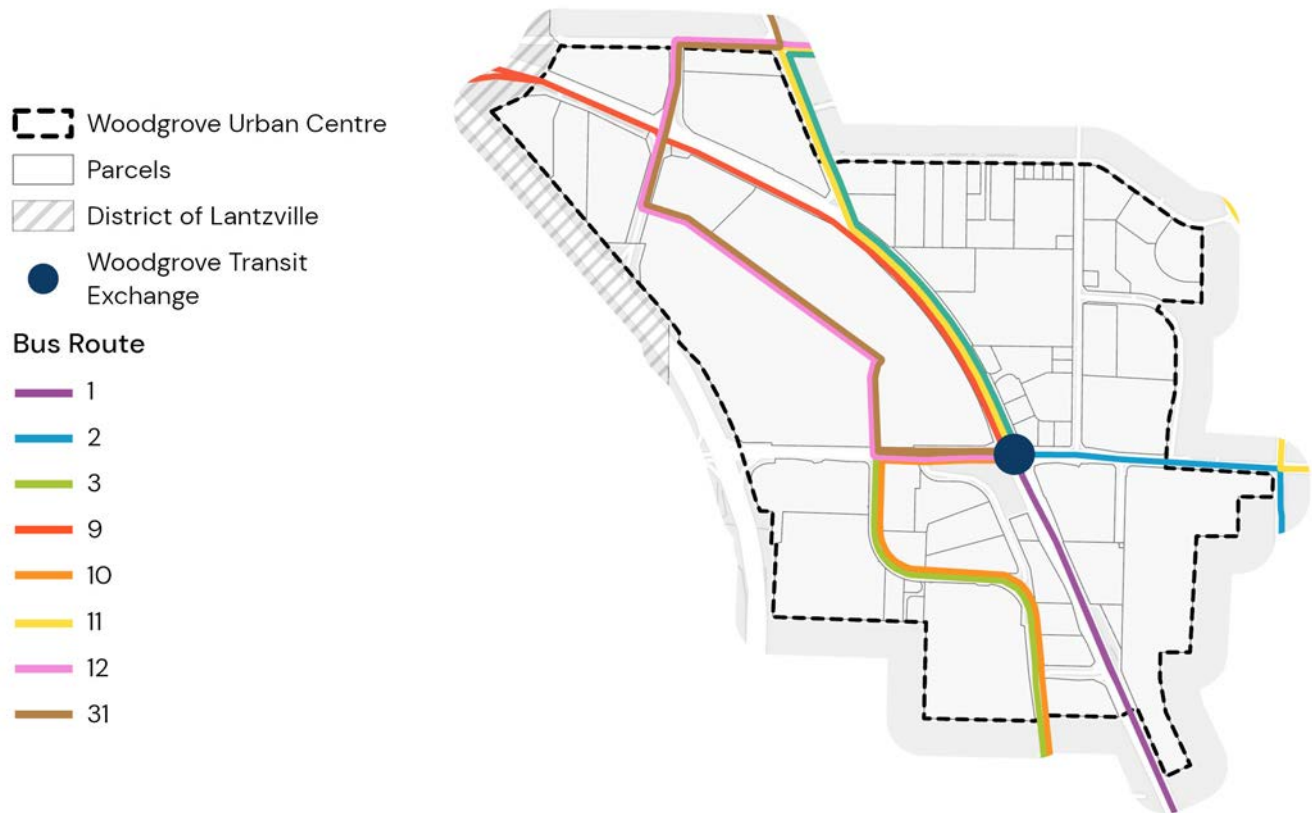 Woodgrove Urban Centre
Parcels
District of Lantzville
Woodgrove Transit
Exchange
Bus Route
1
2
3
9
10
11
12
31